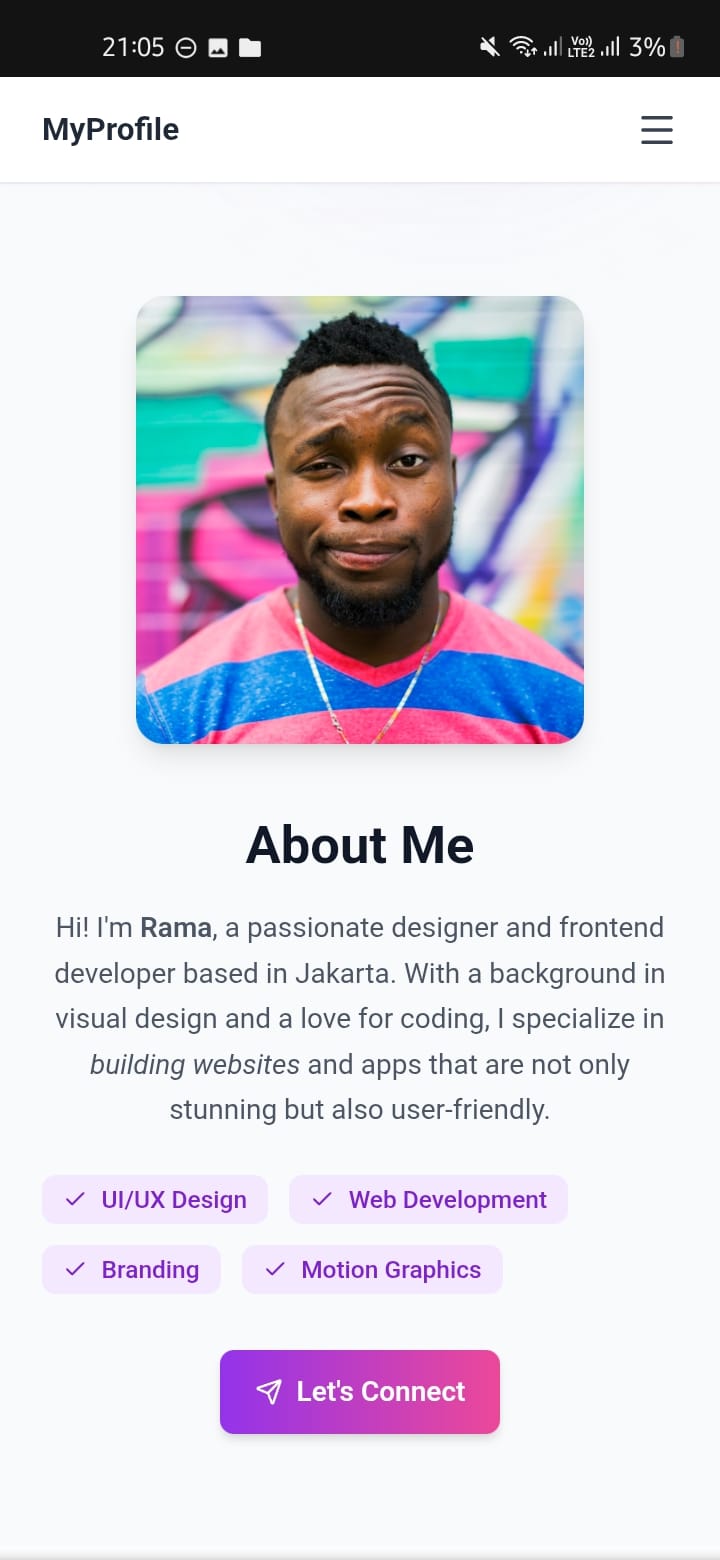 21:05 Vo)) LTE2 3%
MyProfile
About Me
Hi! I'm Rama, a passionate designer and frontend
developer based in Jakarta. With a background in
visual design and a love for coding, I specialize in
building websites and apps that are not only
stunning but also user-friendly.
UI/UX Design Web Development
Branding Motion Graphics
Let's Connect